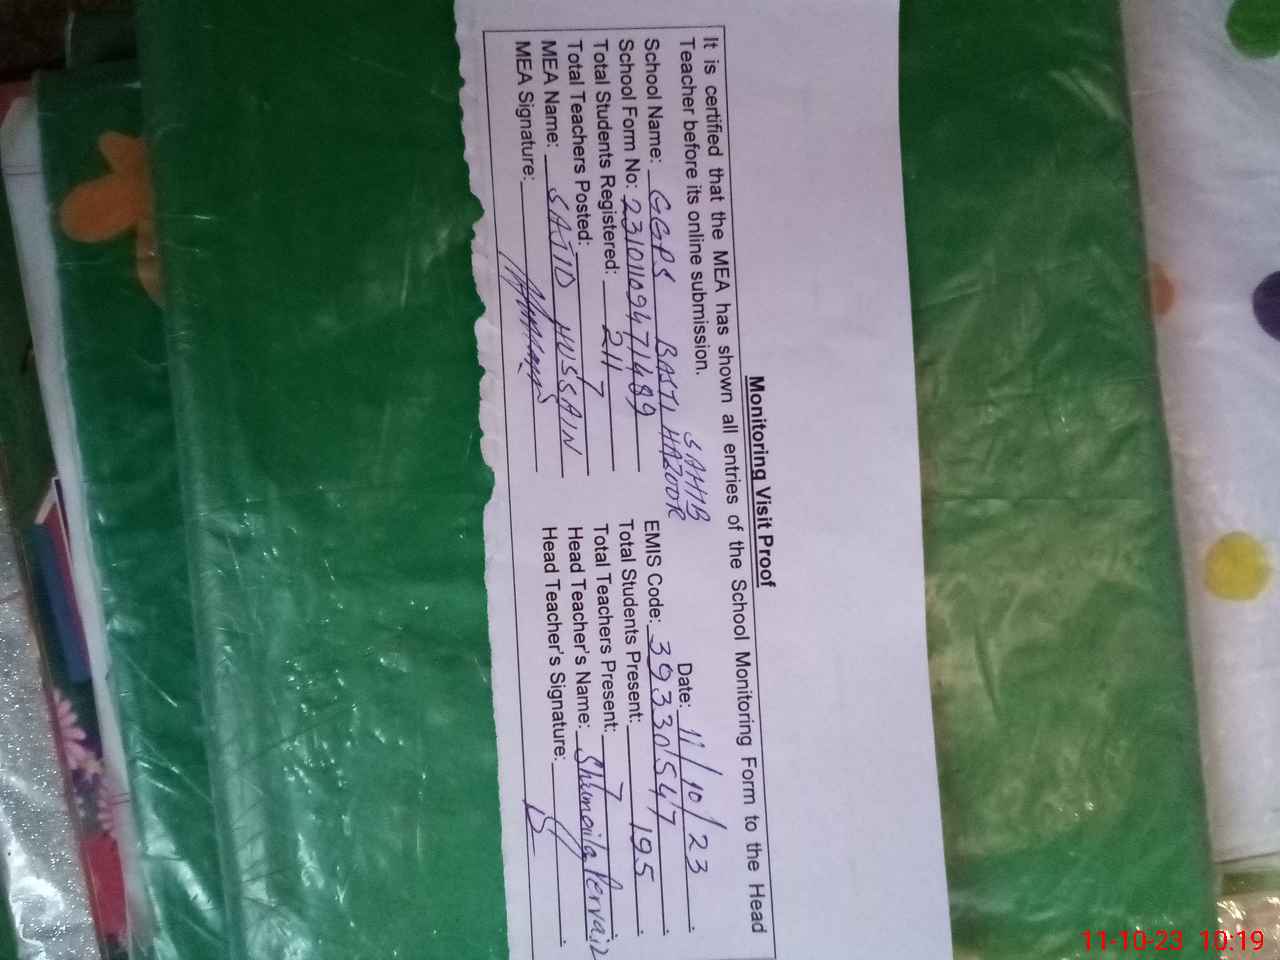 Monitoring Visit Proof
It is certified that the MEA has shown all entries of the School Monitoring Form to the Head
Teacher before its online submission.
Date: 11/10/23
School Name: GGPS BASTI HAZOOR SAHIB
EMIS Code: 39330547
School Form No: 23101109471489
Total Students Present: 195
Total Students Registered: 211
Total Teachers Present: 7
Total Teachers Posted: 7
Head Teacher's Name: Shumaila Pervaiz
MEA Name: SAJID HUSSAIN
Head Teacher's Signature:
MEA Signature:
11-10-23 10:19